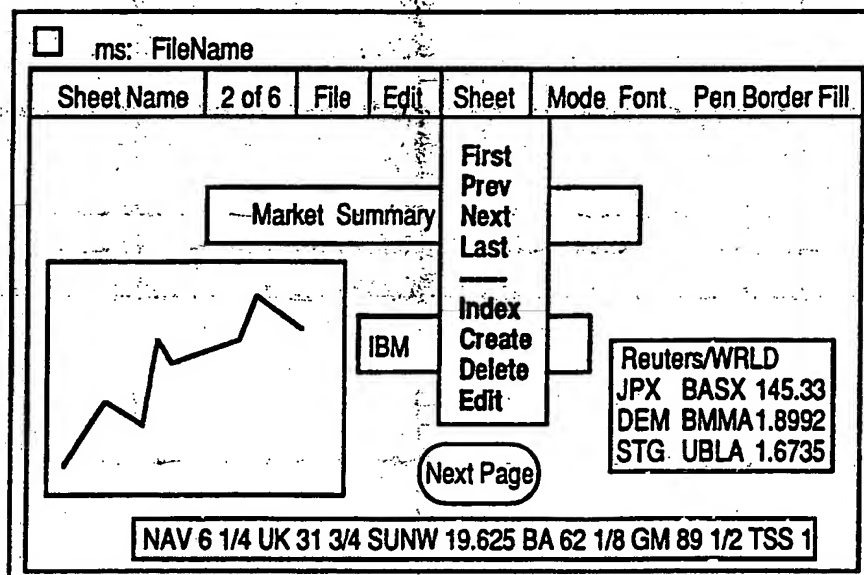 ms: FileName
Sheet Name 2 of 6 File Edit Sheet Mode Font Pen Border Fill
First
Prev
Next
Last
Index
Create
Delete
Edit
Market Summary
IBM
Reuters/WRLD
JPX BASX 145.33
DEM BMMA 1.8992
STG UBLA 1.6735
Next Page
NAV 6 1/4 UK 31 3/4 SUNW 19.625 BA 62 1/8 GM 89 1/2 TSS 1